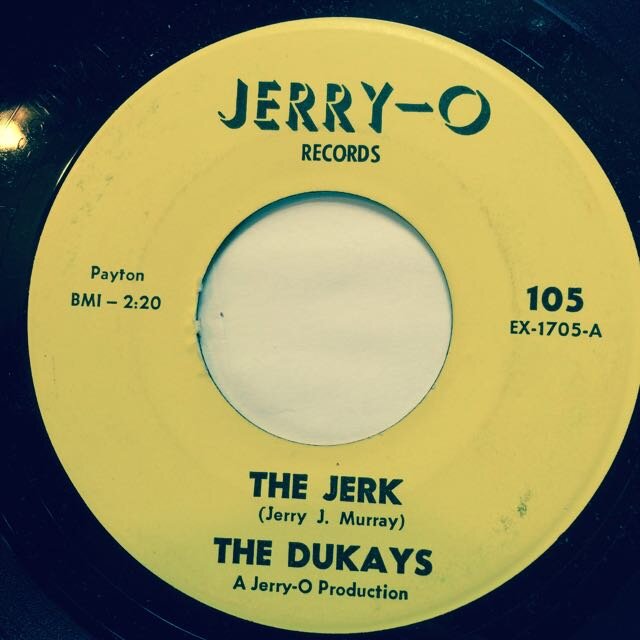 JERRY-O
RECORDS
Payton
BMI – 2:20
105
EX-1705-A
THE JERK
(Jerry J. Murray)
THE DUKAYS
A Jerry-O Production